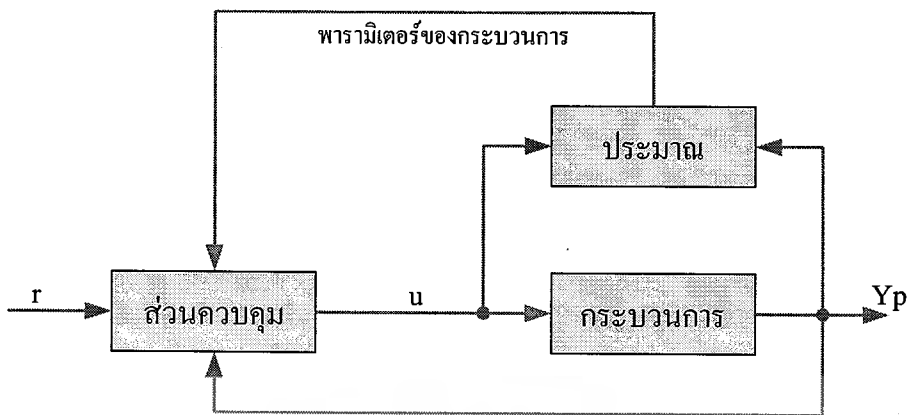 พารามิเตอร์ของกระบวนการ
ประมาณ
r
ส่วนควบคุม
u
กระบวนการ
Yp